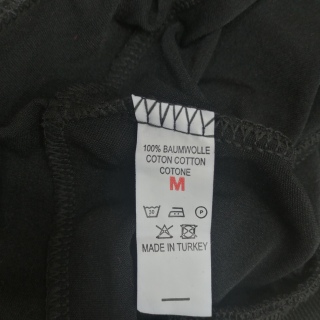 100% BAUMWOLLE
COTON COTTON
COTONE
M
P
MADE IN TURKEY